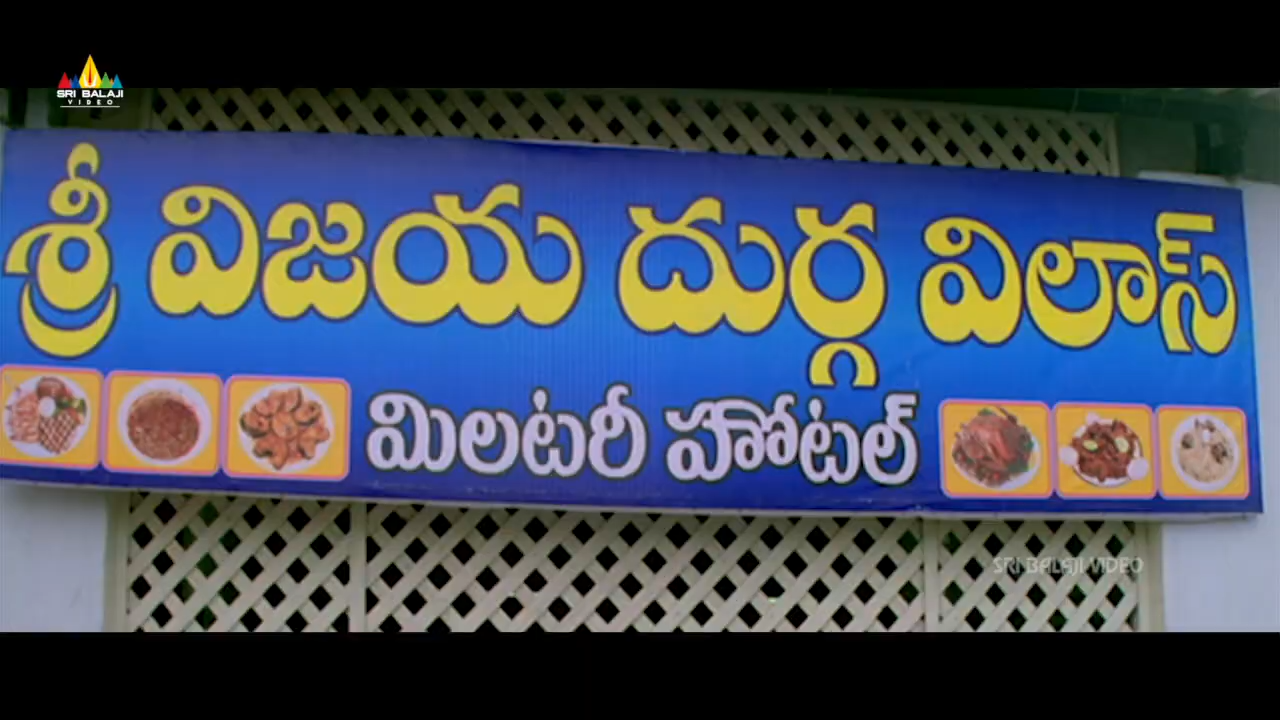 SRI BALAJI
VIDEO
శ్రీ విజయ దుర్గ విలాస్
మిలటరీ హోటల్
SRI BALAJI VIDEO